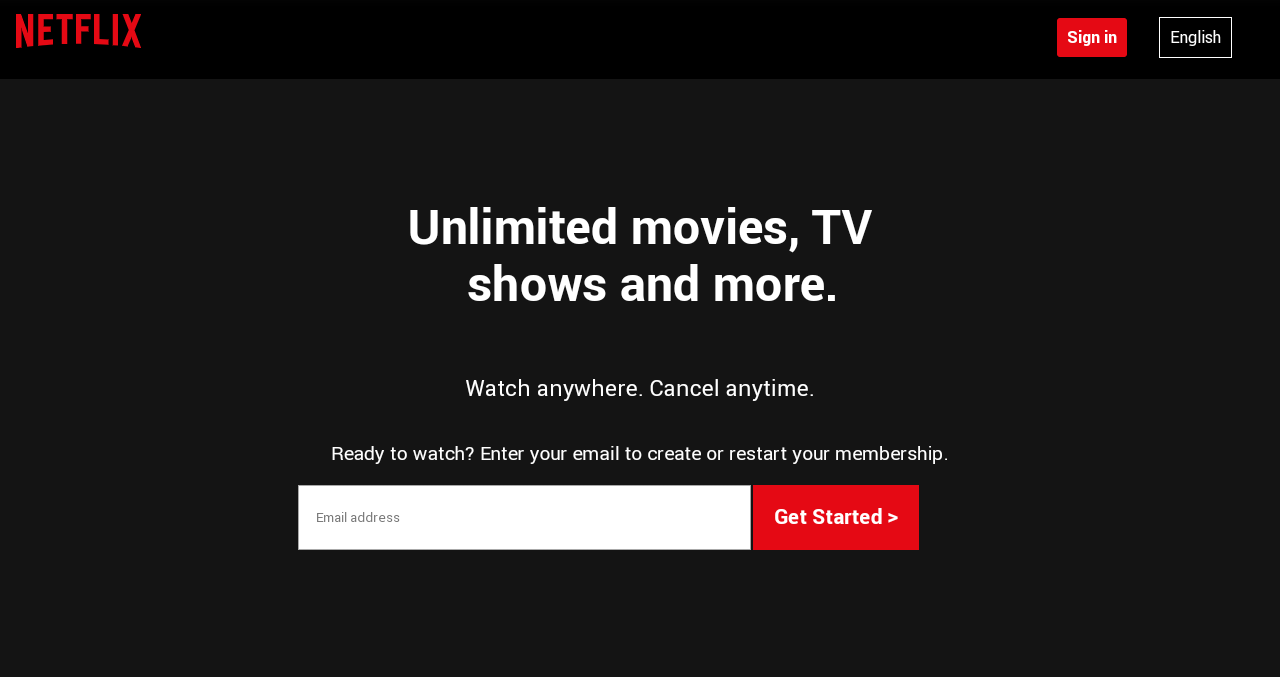 NETFLIX
Sign in
English
Unlimited movies, TV
shows and more.
Watch anywhere. Cancel anytime.
Ready to watch? Enter your email to create or restart your membership.
Email address
Get Started >